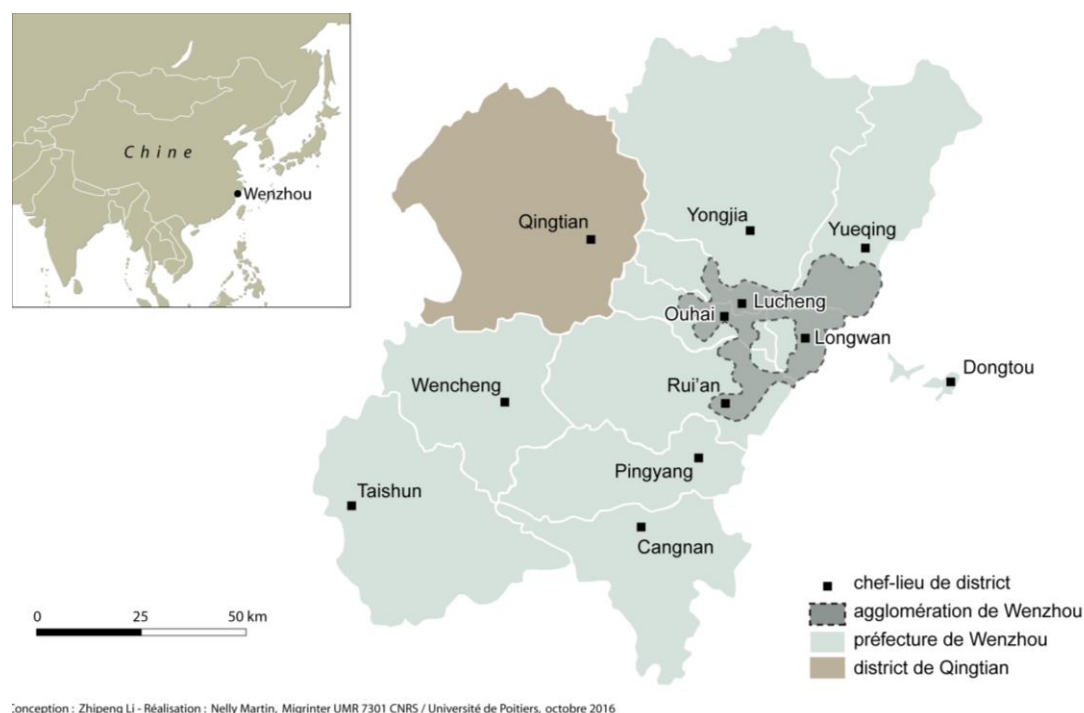 Chine
Wenzhou
Qingtian
Yongjia
Yueqing
Lucheng
Ouhai
Longwan
Dongtou
Wencheng
Rui'an
Pingyang
Taishun
Cangnan
0 25 50 km
chef-lieu de district
agglomération de Wenzhou
préfecture de Wenzhou
district de Qingtian
Conception : Zhipeng Li - Réalisation : Nelly Martin, Migrinter UMR 7301 CNRS / Université de Poitiers, octobre 2016